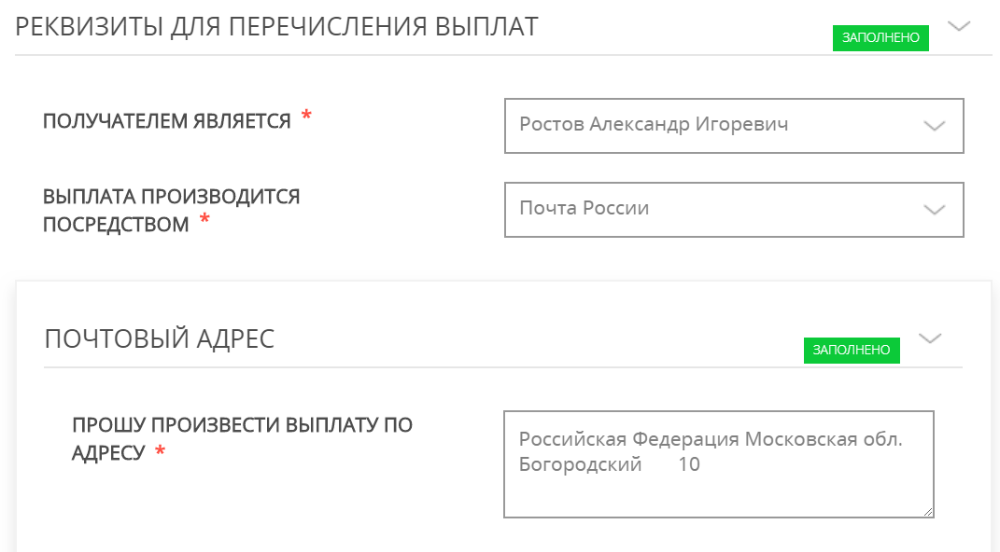 РЕКВИЗИТЫ ДЛЯ ПЕРЕЧИСЛЕНИЯ ВЫПЛАТ
ЗАПОЛНЕНО
ПОЛУЧАТЕЛЕМ ЯВЛЯЕТСЯ *
Ростов Александр Игоревич
ВЫПЛАТА ПРОИЗВОДИТСЯ
ПОСРЕДСТВОМ *
Почта России
ПОЧТОВЫЙ АДРЕС
ЗАПОЛНЕНО
ПРОШУ ПРОИЗВЕСТИ ВЫПЛАТУ ПО
АДРЕСУ *
Российская Федерация Московская обл.
Богородский 10